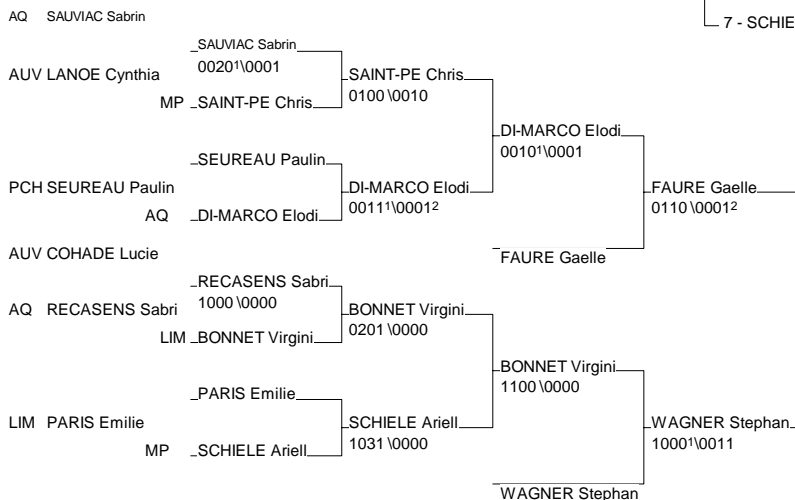 AQ SAUVIAC Sabrin
7 - SCHIE
SAUVIAC Sabrin
0020¹\0001
AUV LANOE Cynthia
SAINT-PE Chris
0100 \0010
MP SAINT-PE Chris
DI-MARCO Elodi
0010¹\0001
SEUREAU Paulin
PCH SEUREAU Paulin
DI-MARCO Elodi
0011¹\0001²
FAURE Gaelle
0110 \0001²
AQ DI-MARCO Elodi
AUV COHADE Lucie
FAURE Gaelle
RECASENS Sabri
1000 \0000
AQ RECASENS Sabri
BONNET Virgini
0201 \0000
LIM BONNET Virgini
BONNET Virgini
1100 \0000
PARIS Emilie
LIM PARIS Emilie
SCHIELE Ariell
1031 \0000
WAGNER Stephan
1000¹\0011
MP SCHIELE Ariell
WAGNER Stephan